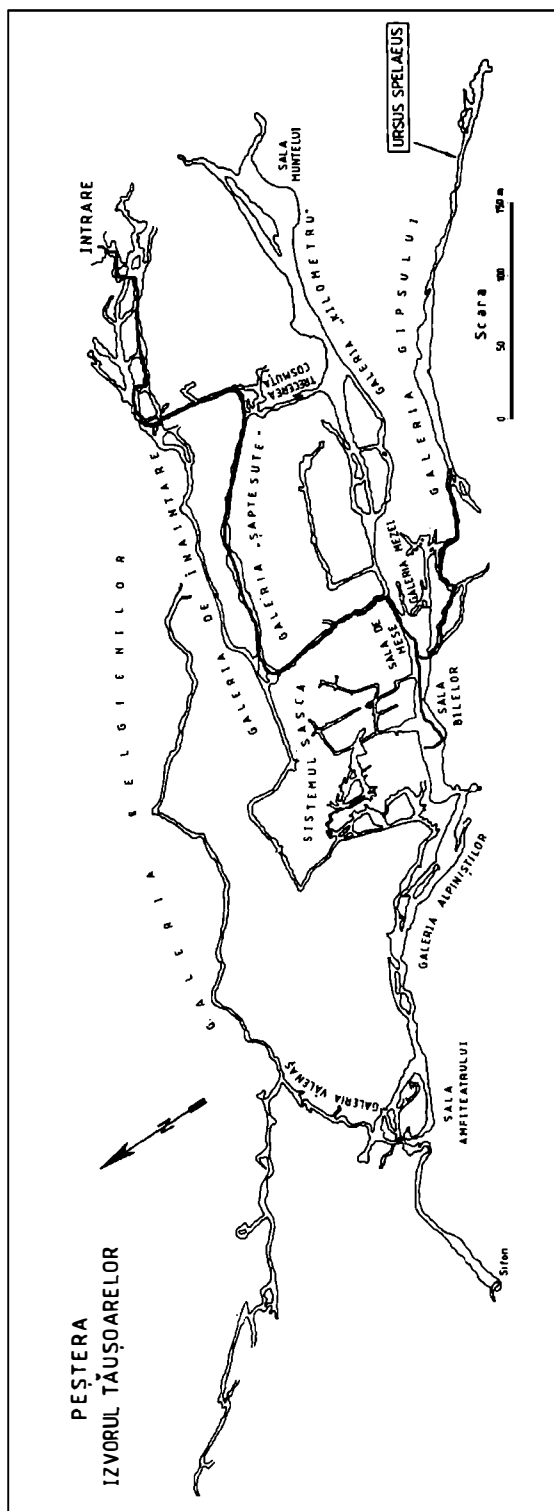 PEȘTERA
IZVORUL TĂUȘOARELOR
N
INTRARE
GALERIA BELGIENILOR
GALERIA DE INAINTARE
GALERIA „ȘAPTESUTE"
TRECEREA
COSMUȚA
SALA
MUNTELUI
GALERIA „KILOMETRU"
SISTEMUL SASCA
SALA DE
MESE
GALERIA MEZEI
SALA
BILELOR
GALERIA GIPSULUI
URSUS SPELAEUS
GALERIA ALPINIȘTILOR
GALERIA VĂLENAȘ
SALA
AMFITEATRULUI
Sifon
0 50 100 150 m
Scara